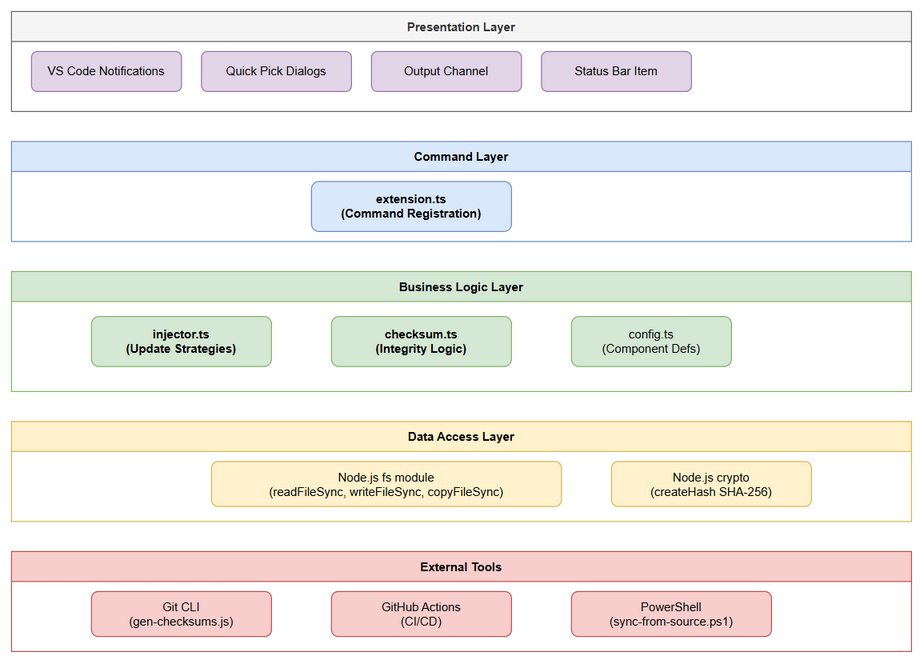 Presentation Layer
VS Code Notifications
Quick Pick Dialogs
Output Channel
Status Bar Item
Command Layer
extension.ts
(Command Registration)
Business Logic Layer
injector.ts
(Update Strategies)
checksum.ts
(Integrity Logic)
config.ts
(Component Defs)
Data Access Layer
Node.js fs module
(readFileSync, writeFileSync, copyFileSync)
Node.js crypto
(createHash SHA-256)
External Tools
Git CLI
(gen-checksums.js)
GitHub Actions
(CI/CD)
PowerShell
(sync-from-source.ps1)